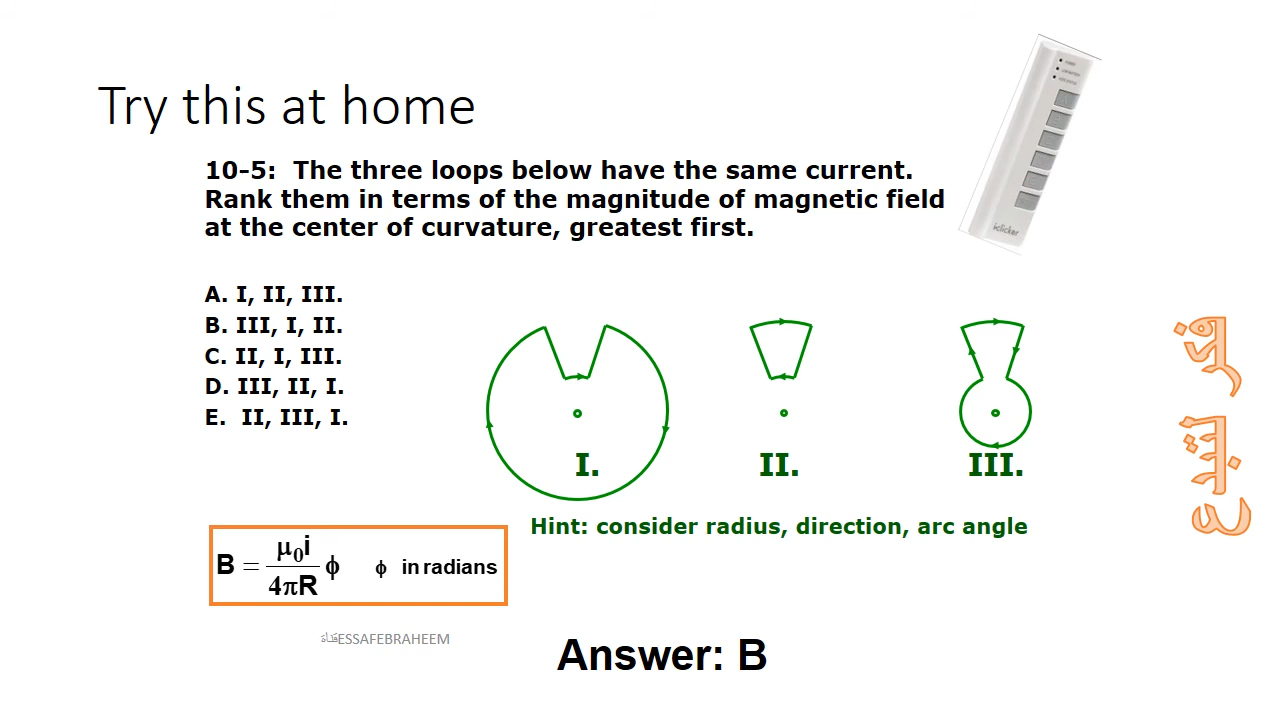 Try this at home
10-5: The three loops below have the same current.
Rank them in terms of the magnitude of magnetic field
at the center of curvature, greatest first.
A. I, II, III.
B. III, I, II.
C. II, I, III.
D. III, II, I.
E. II, III, I.
I.
II.
III.
Hint: consider radius, direction, arc angle
B = μ₀i / 4πR ϕ ϕ in radians
ESSAFEBRAHEEM
Answer: B
iclicker